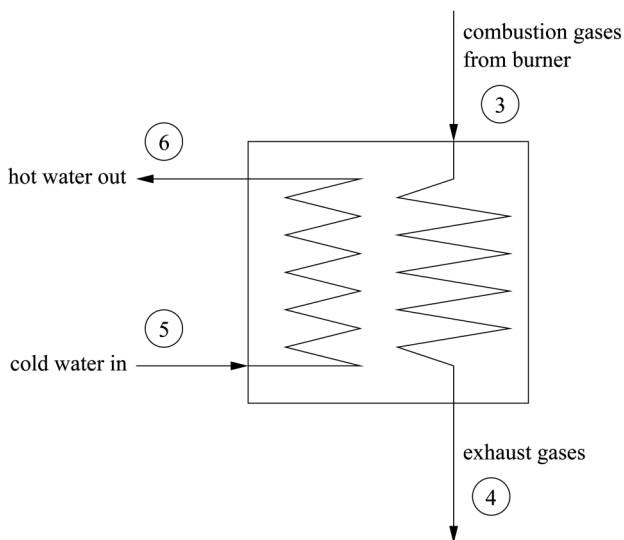 combustion gases
from burner
3
6
hot water out
5
cold water in
exhaust gases
4